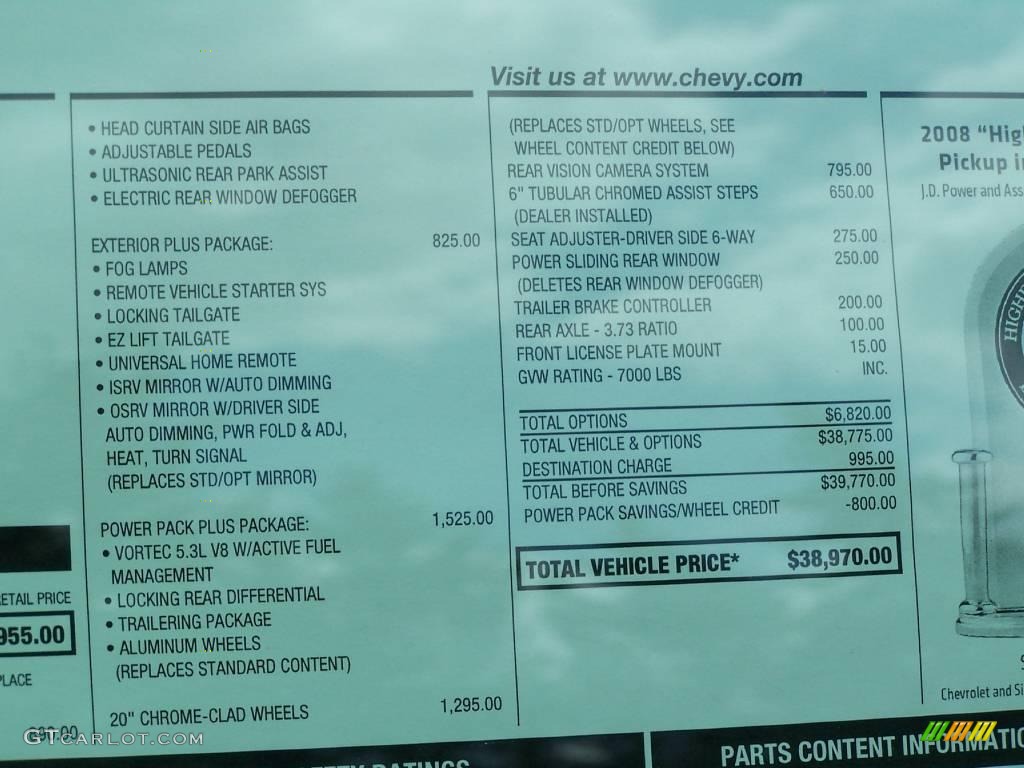 Visit us at www.chevy.com
ETAIL PRICE
955.00
PLACE
• HEAD CURTAIN SIDE AIR BAGS
• ADJUSTABLE PEDALS
• ULTRASONIC REAR PARK ASSIST
• ELECTRIC REAR WINDOW DEFOGGER
EXTERIOR PLUS PACKAGE: 825.00
• FOG LAMPS
• REMOTE VEHICLE STARTER SYS
• LOCKING TAILGATE
• EZ LIFT TAILGATE
• UNIVERSAL HOME REMOTE
• ISRV MIRROR W/AUTO DIMMING
• OSRV MIRROR W/DRIVER SIDE
AUTO DIMMING, PWR FOLD & ADJ,
HEAT, TURN SIGNAL
(REPLACES STD/OPT MIRROR)
POWER PACK PLUS PACKAGE: 1,525.00
• VORTEC 5.3L V8 W/ACTIVE FUEL
MANAGEMENT
• LOCKING REAR DIFFERENTIAL
• TRAILERING PACKAGE
• ALUMINUM WHEELS
(REPLACES STANDARD CONTENT)
20" CHROME-CLAD WHEELS 1,295.00
(REPLACES STD/OPT WHEELS, SEE
WHEEL CONTENT CREDIT BELOW)
REAR VISION CAMERA SYSTEM 795.00
6" TUBULAR CHROMED ASSIST STEPS 650.00
(DEALER INSTALLED)
SEAT ADJUSTER-DRIVER SIDE 6-WAY 275.00
POWER SLIDING REAR WINDOW 250.00
(DELETES REAR WINDOW DEFOGGER)
TRAILER BRAKE CONTROLLER 200.00
REAR AXLE - 3.73 RATIO 100.00
FRONT LICENSE PLATE MOUNT 15.00
GVW RATING - 7000 LBS INC.
TOTAL OPTIONS $6,820.00
TOTAL VEHICLE & OPTIONS $38,775.00
DESTINATION CHARGE 995.00
TOTAL BEFORE SAVINGS $39,770.00
POWER PACK SAVINGS/WHEEL CREDIT -800.00
TOTAL VEHICLE PRICE* $38,970.00
2008 "Hig
Pickup i
J.D. Power and Ass
HIGH
Chevrolet and Si
GTCARLOT.COM
RATINGS
PARTS CONTENT INFORMATIO